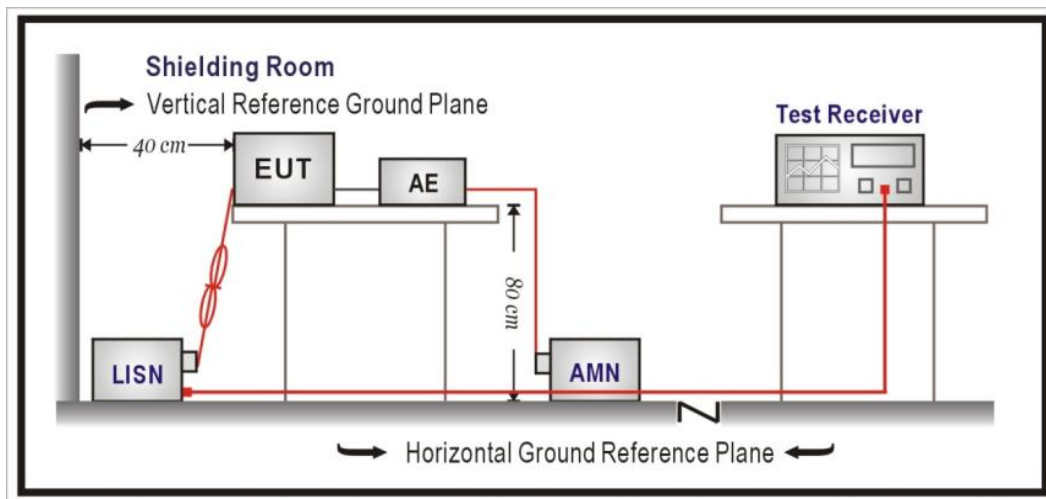 Shielding Room
Vertical Reference Ground Plane
Test Receiver
40 cm
EUT
AE
80 cm
LISN
AMN
Horizontal Ground Reference Plane